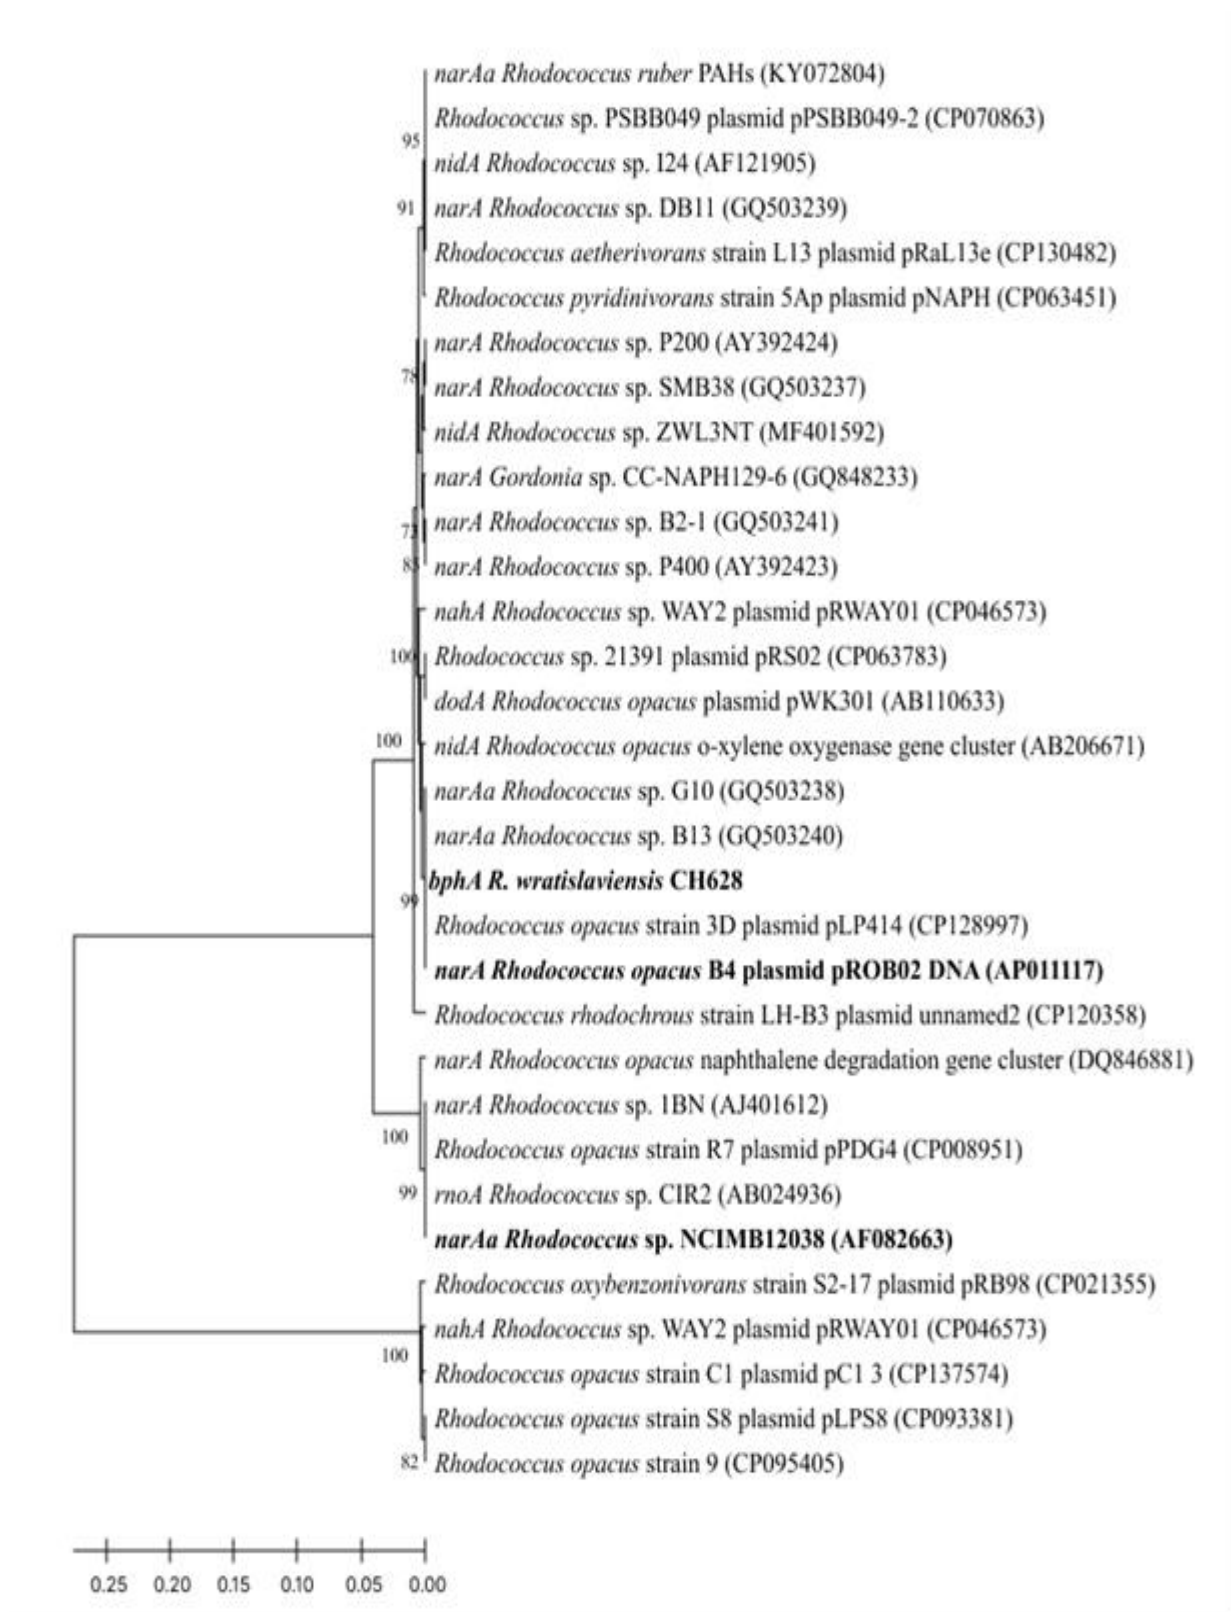 narAa Rhodococcus ruber PAHs (KY072804)
Rhodococcus sp. PSBB049 plasmid pPSBB049-2 (CP070863)
95
nidA Rhodococcus sp. I24 (AF121905)
91
narA Rhodococcus sp. DB11 (GQ503239)
Rhodococcus aetherivorans strain L13 plasmid pRaL13e (CP130482)
Rhodococcus pyridinivorans strain 5Ap plasmid pNAPH (CP063451)
narA Rhodococcus sp. P200 (AY392424)
78
narA Rhodococcus sp. SMB38 (GQ503237)
nidA Rhodococcus sp. ZWL3NT (MF401592)
narA Gordonia sp. CC-NAPH129-6 (GQ848233)
narA Rhodococcus sp. B2-1 (GQ503241)
narA Rhodococcus sp. P400 (AY392423)
nahA Rhodococcus sp. WAY2 plasmid pRWAY01 (CP046573)
100
Rhodococcus sp. 21391 plasmid pRS02 (CP063783)
dodA Rhodococcus opacus plasmid pWK301 (AB110633)
100
nidA Rhodococcus opacus o-xylene oxygenase gene cluster (AB206671)
narAa Rhodococcus sp. G10 (GQ503238)
narAa Rhodococcus sp. B13 (GQ503240)
bphA R. wratislaviensis CH628
99
Rhodococcus opacus strain 3D plasmid pLP414 (CP128997)
narA Rhodococcus opacus B4 plasmid pROB02 DNA (AP011117)
Rhodococcus rhodochrous strain LH-B3 plasmid unnamed2 (CP120358)
narA Rhodococcus opacus naphthalene degradation gene cluster (DQ846881)
narA Rhodococcus sp. 1BN (AJ401612)
100
Rhodococcus opacus strain R7 plasmid pPDG4 (CP008951)
99
rnoA Rhodococcus sp. CIR2 (AB024936)
narAa Rhodococcus sp. NCIMB12038 (AF082663)
Rhodococcus oxybenzonivorans strain S2-17 plasmid pRB98 (CP021355)
nahA Rhodococcus sp. WAY2 plasmid pRWAY01 (CP046573)
100
Rhodococcus opacus strain C1 plasmid pC1 3 (CP137574)
Rhodococcus opacus strain S8 plasmid pLPS8 (CP093381)
82
Rhodococcus opacus strain 9 (CP095405)
0.25 0.20 0.15 0.10 0.05 0.00